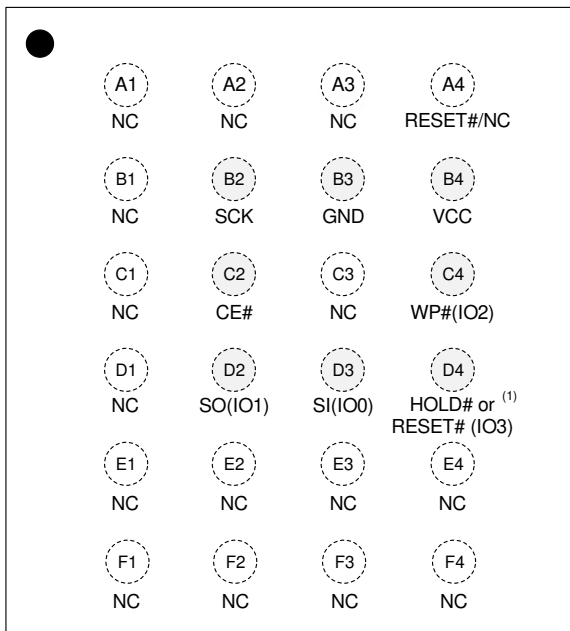 A1 A2 A3 A4
NC NC NC RESET#/NC
B1 B2 B3 B4
NC SCK GND VCC
C1 C2 C3 C4
NC CE# NC WP#(IO2)
D1 D2 D3 D4
NC SO(IO1) SI(IO0) HOLD# or (1)
RESET# (IO3)
E1 E2 E3 E4
NC NC NC NC
F1 F2 F3 F4
NC NC NC NC